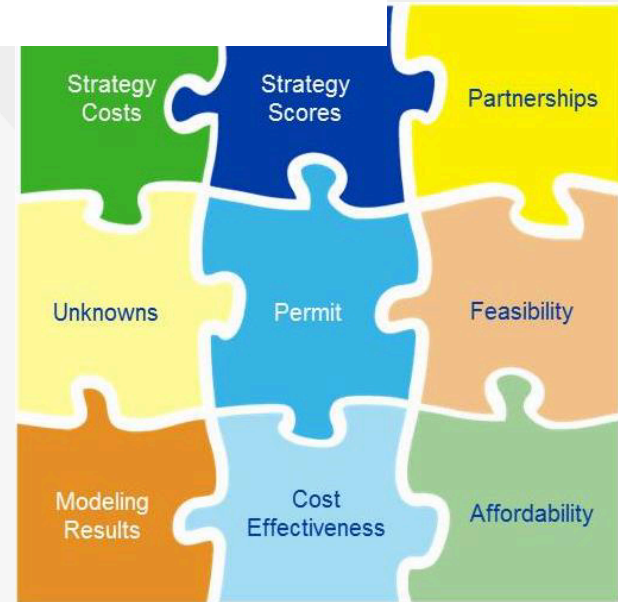 Strategy
Costs
Strategy
Scores
Partnerships
Unknowns
Permit
Feasibility
Modeling
Results
Cost
Effectiveness
Affordability